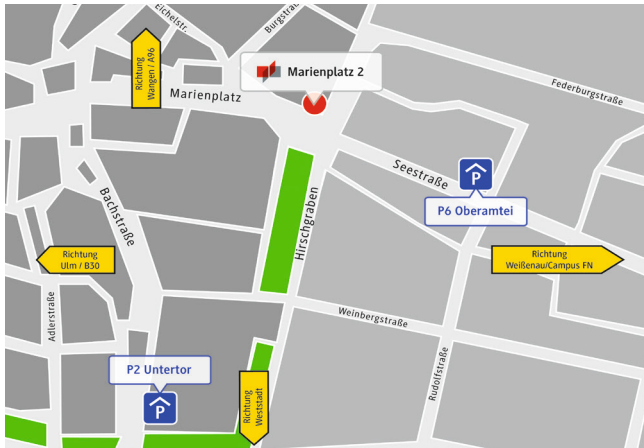 Eichelstr.
Burgstraß
Richtung
Wangen / A96
Marienplatz 2
Marienplatz
Federburgstraße
Seestraße
P
P6 Oberamtei
Bachstraße
Hirschgraben
Richtung
Ulm / B30
Richtung
Weißenau/Campus FN
Adlerstraße
Weinbergstraße
Rudolfstraße
P2 Untertor
P
Richtung
Weststadt